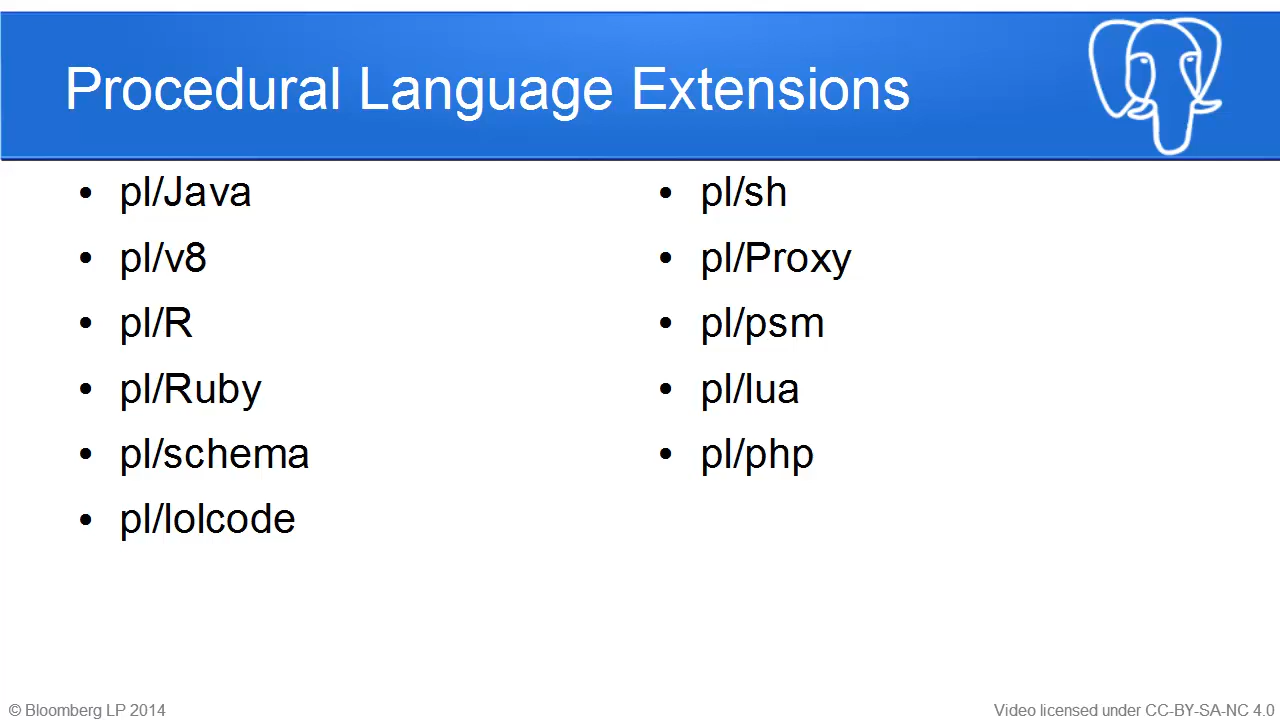 Procedural Language Extensions
• pl/Java
• pl/v8
• pl/R
• pl/Ruby
• pl/schema
• pl/lolcode
• pl/sh
• pl/Proxy
• pl/psm
• pl/lua
• pl/php
© Bloomberg LP 2014
Video licensed under CC-BY-SA-NC 4.0